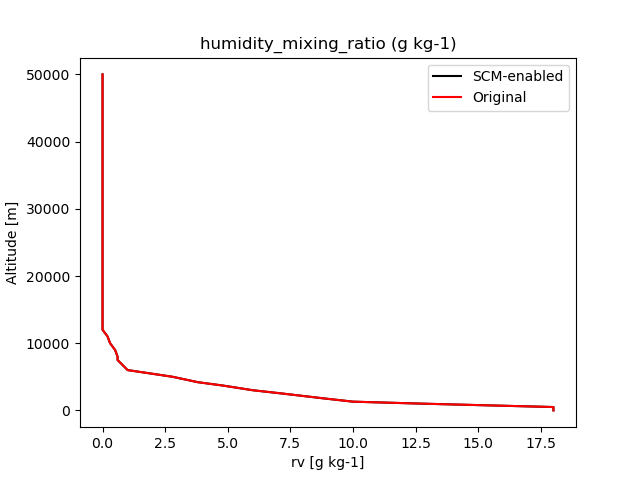 humidity_mixing_ratio (g kg-1)
SCM-enabled
Original
Altitude [m]
50000
40000
30000
20000
10000
0
0.0 2.5 5.0 7.5 10.0 12.5 15.0 17.5
rv [g kg-1]